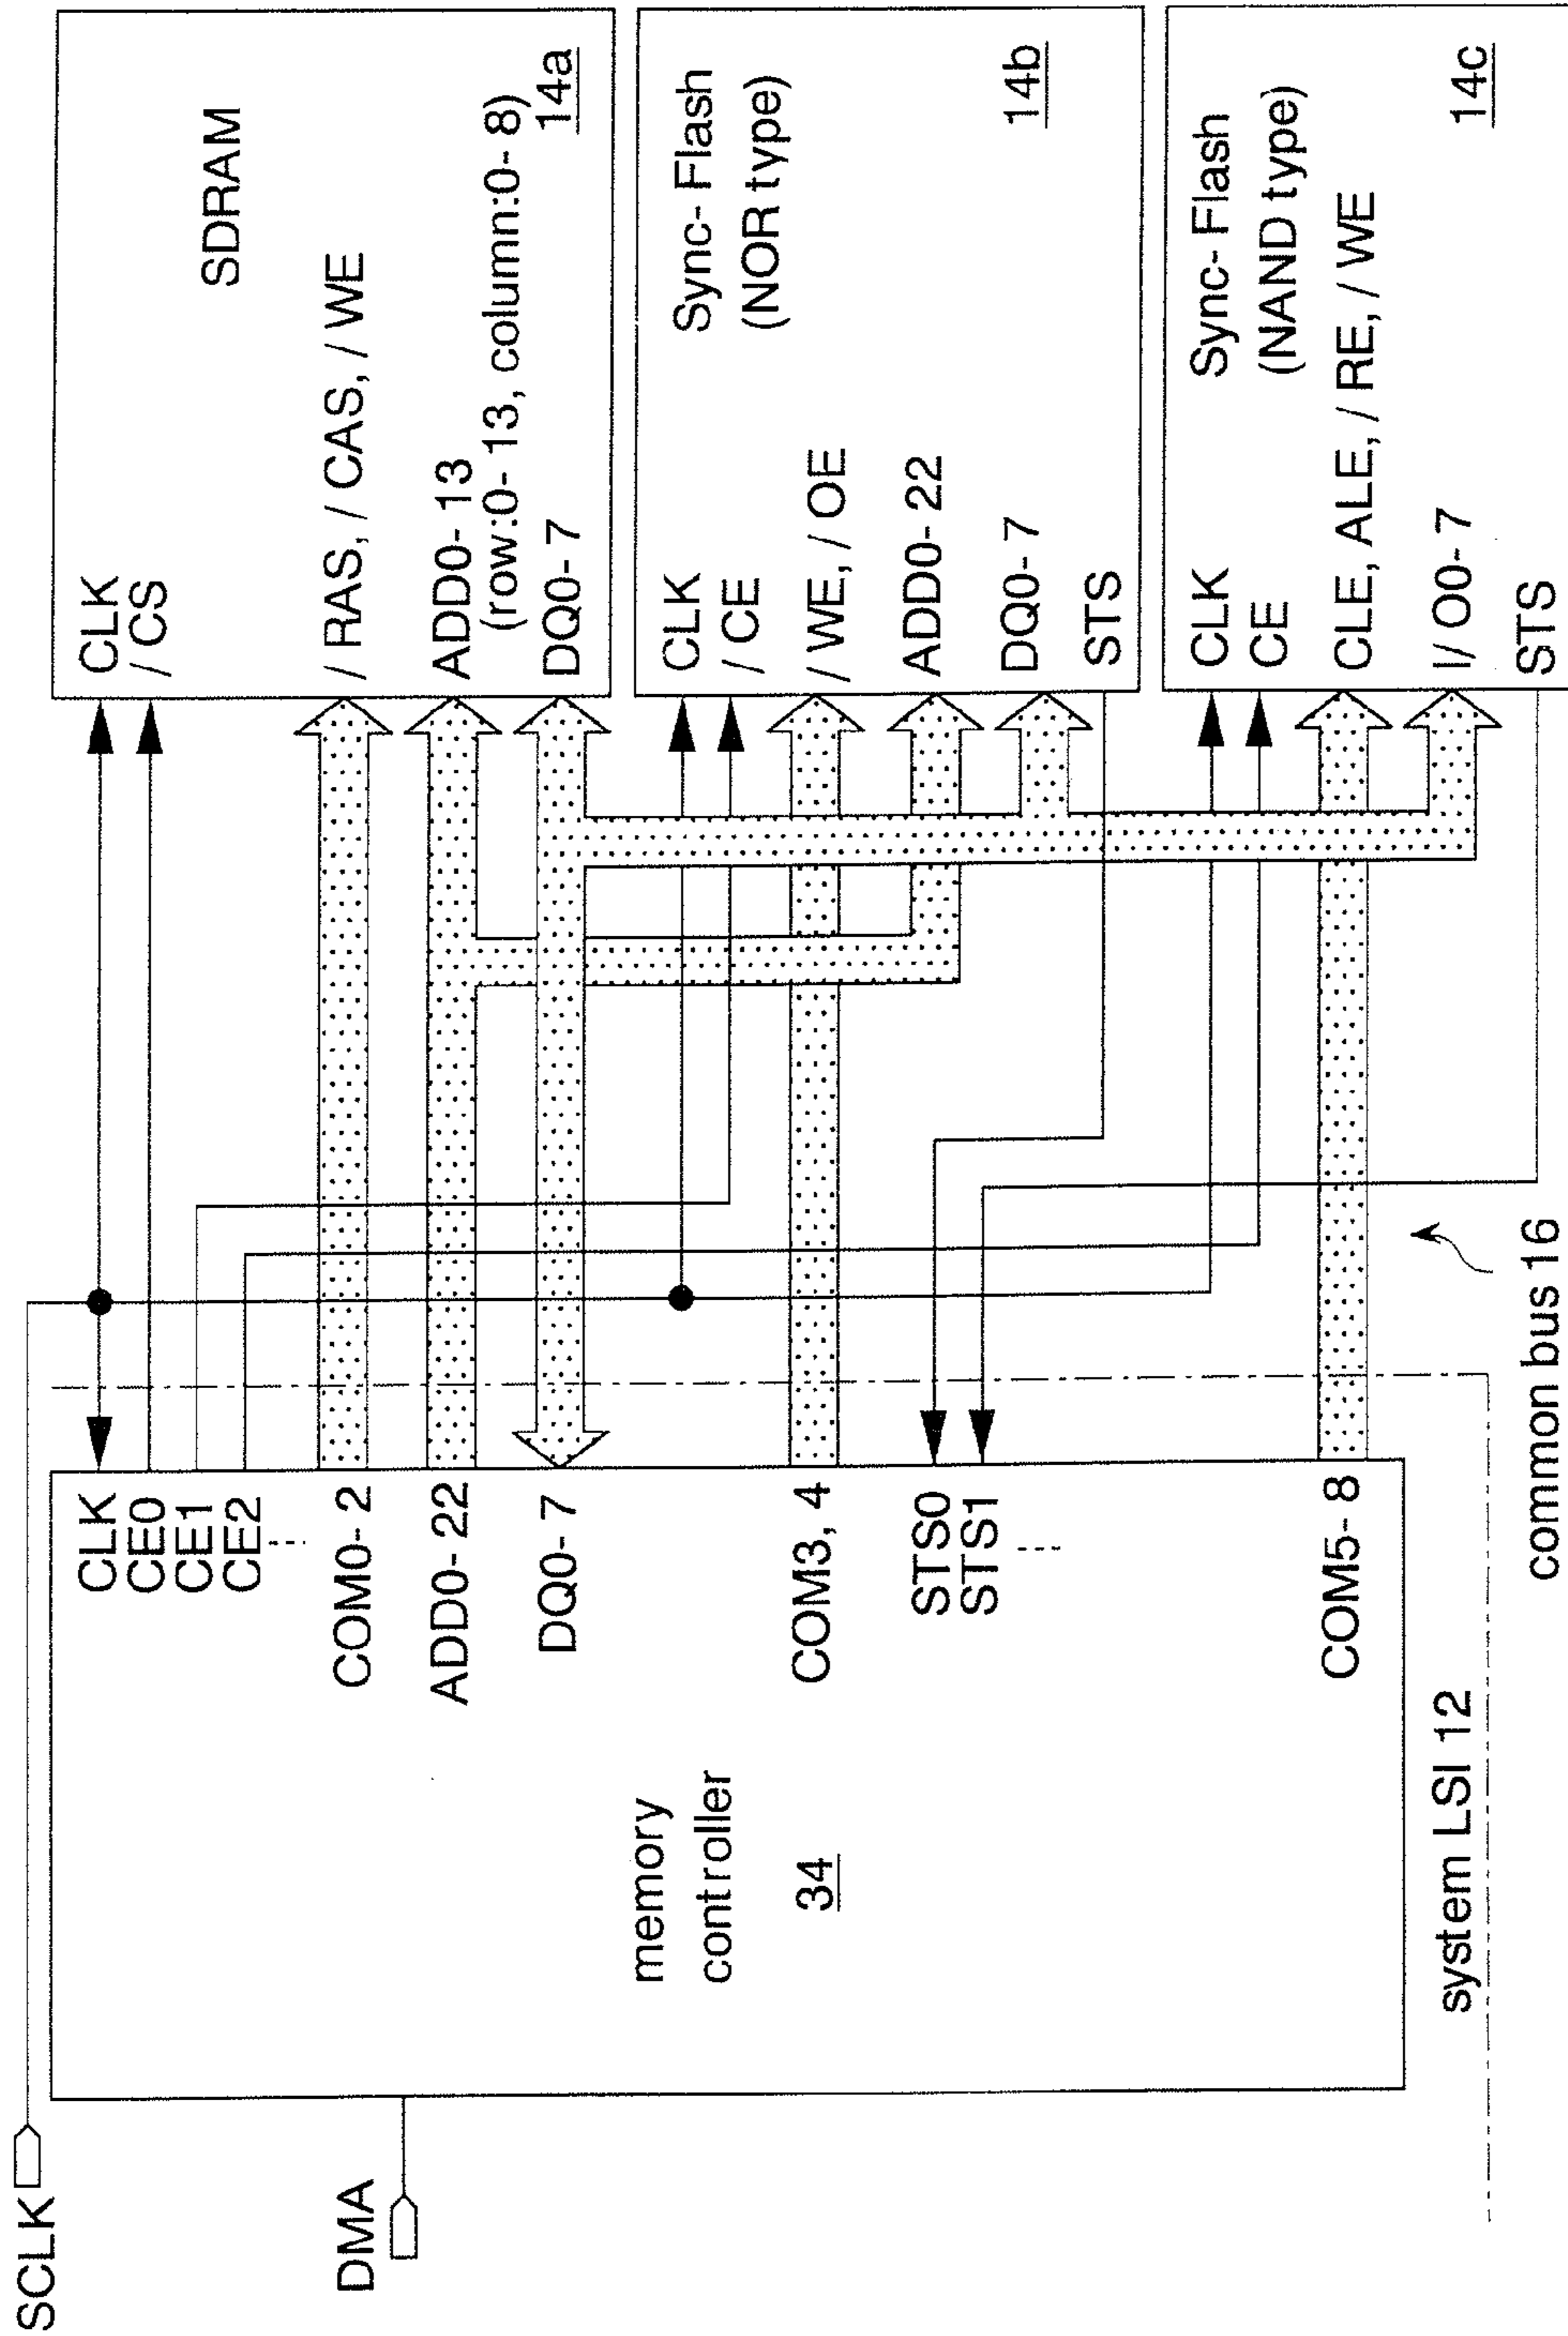 SCLK
DMA
memory
controller
34
CLK
CE0
CE1
CE2
COM0-2
ADD0-22
DQ0-7
COM3, 4
STS0
STS1
COM5-8
system LSI 12
common bus 16
SDRAM
CLK
/ CS
/ RAS, / CAS, / WE
ADD0-13
(row:0-13, column:0-8)
DQ0-7
14a
Sync-Flash
(NOR type)
CLK
/ CE
/ WE, / OE
ADD0-22
DQ0-7
STS
14b
Sync-Flash
(NAND type)
CLK
CE
CLE, ALE, / RE, / WE
I/O0-7
STS
14c